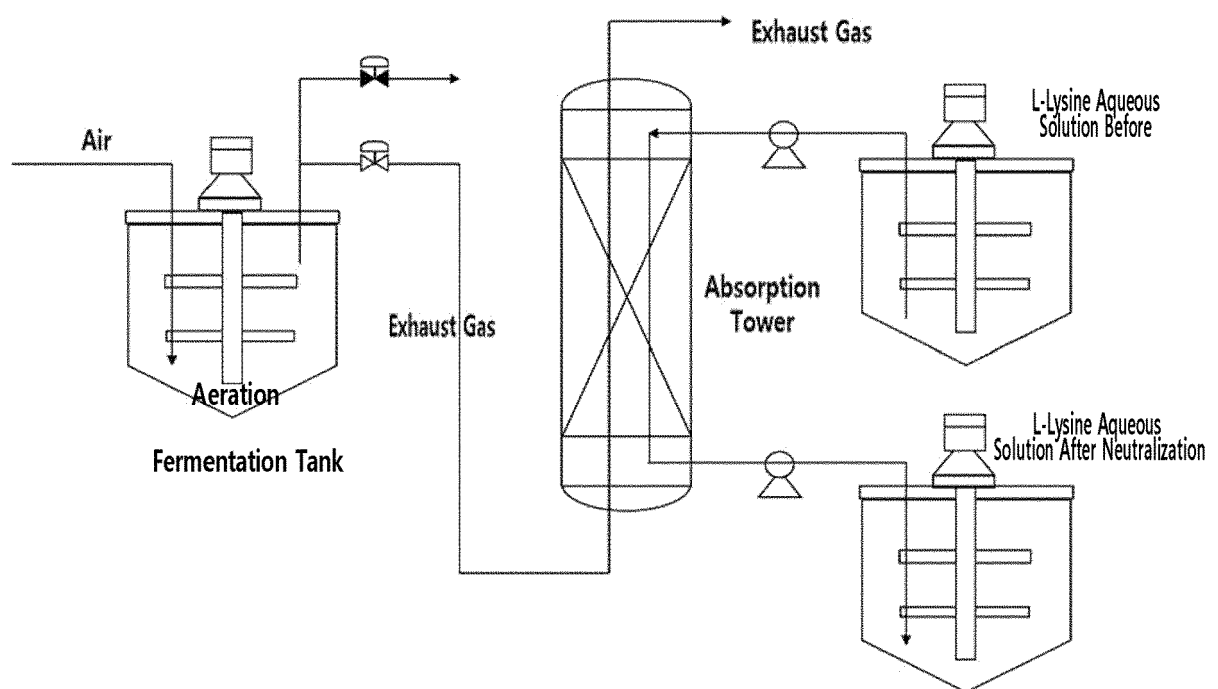 Exhaust Gas
L-Lysine Aqueous
Solution Before
Air
Absorption
Tower
Exhaust Gas
Aeration
Fermentation Tank
L-Lysine Aqueous
Solution After Neutralization